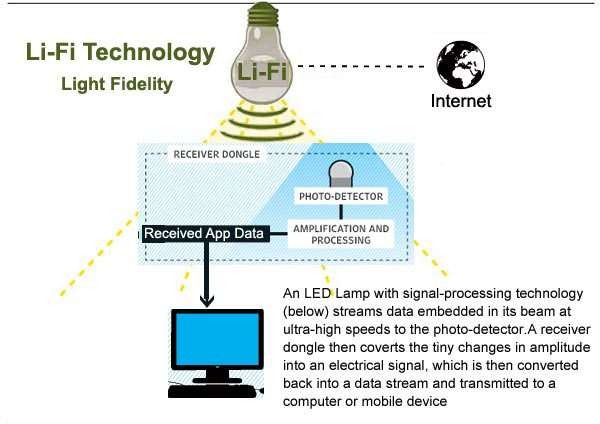 Li-Fi Technology
Light Fidelity
Li-Fi
Internet
RECEIVER DONGLE
PHOTO-DETECTOR
Received App Data
AMPLIFICATION AND
PROCESSING
An LED Lamp with signal-processing technology
(below) streams data embedded in its beam at
ultra-high speeds to the photo-detector.A receiver
dongle then coverts the tiny changes in amplitude
into an electrical signal, which is then converted
back into a data stream and transmitted to a
computer or mobile device